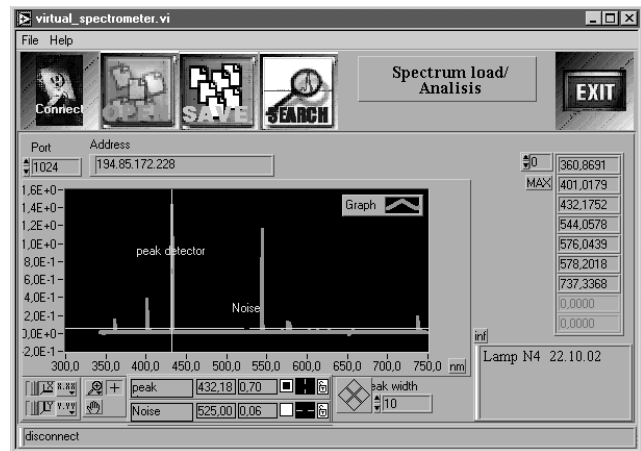 virtual_spectrometer.vi
File Help
Connect
OPEN
SAVE
SEARCH
Spectrum load/
Analisis
EXIT
Port
Address
1024
194.85.172.228
0
MAX
360,8691
401,0179
432,1752
544,0578
576,0439
578,2018
737,3368
0,0000
0,0000
1,6E+0
1,4E+0
1,2E+0
1,0E+0
8,0E-1
6,0E-1
4,0E-1
2,0E-1
0,0E+0
-2,0E-1
Graph
peak detector
Noise
300,0 350,0 400,0 450,0 500,0 550,0 600,0 650,0 700,0 750,0 nm
inf
Lamp N4 22.10.02
X X.XX
Y Y.YY
peak 432,18 0,70
Noise 525,00 0,06
eak width
10
disconnect